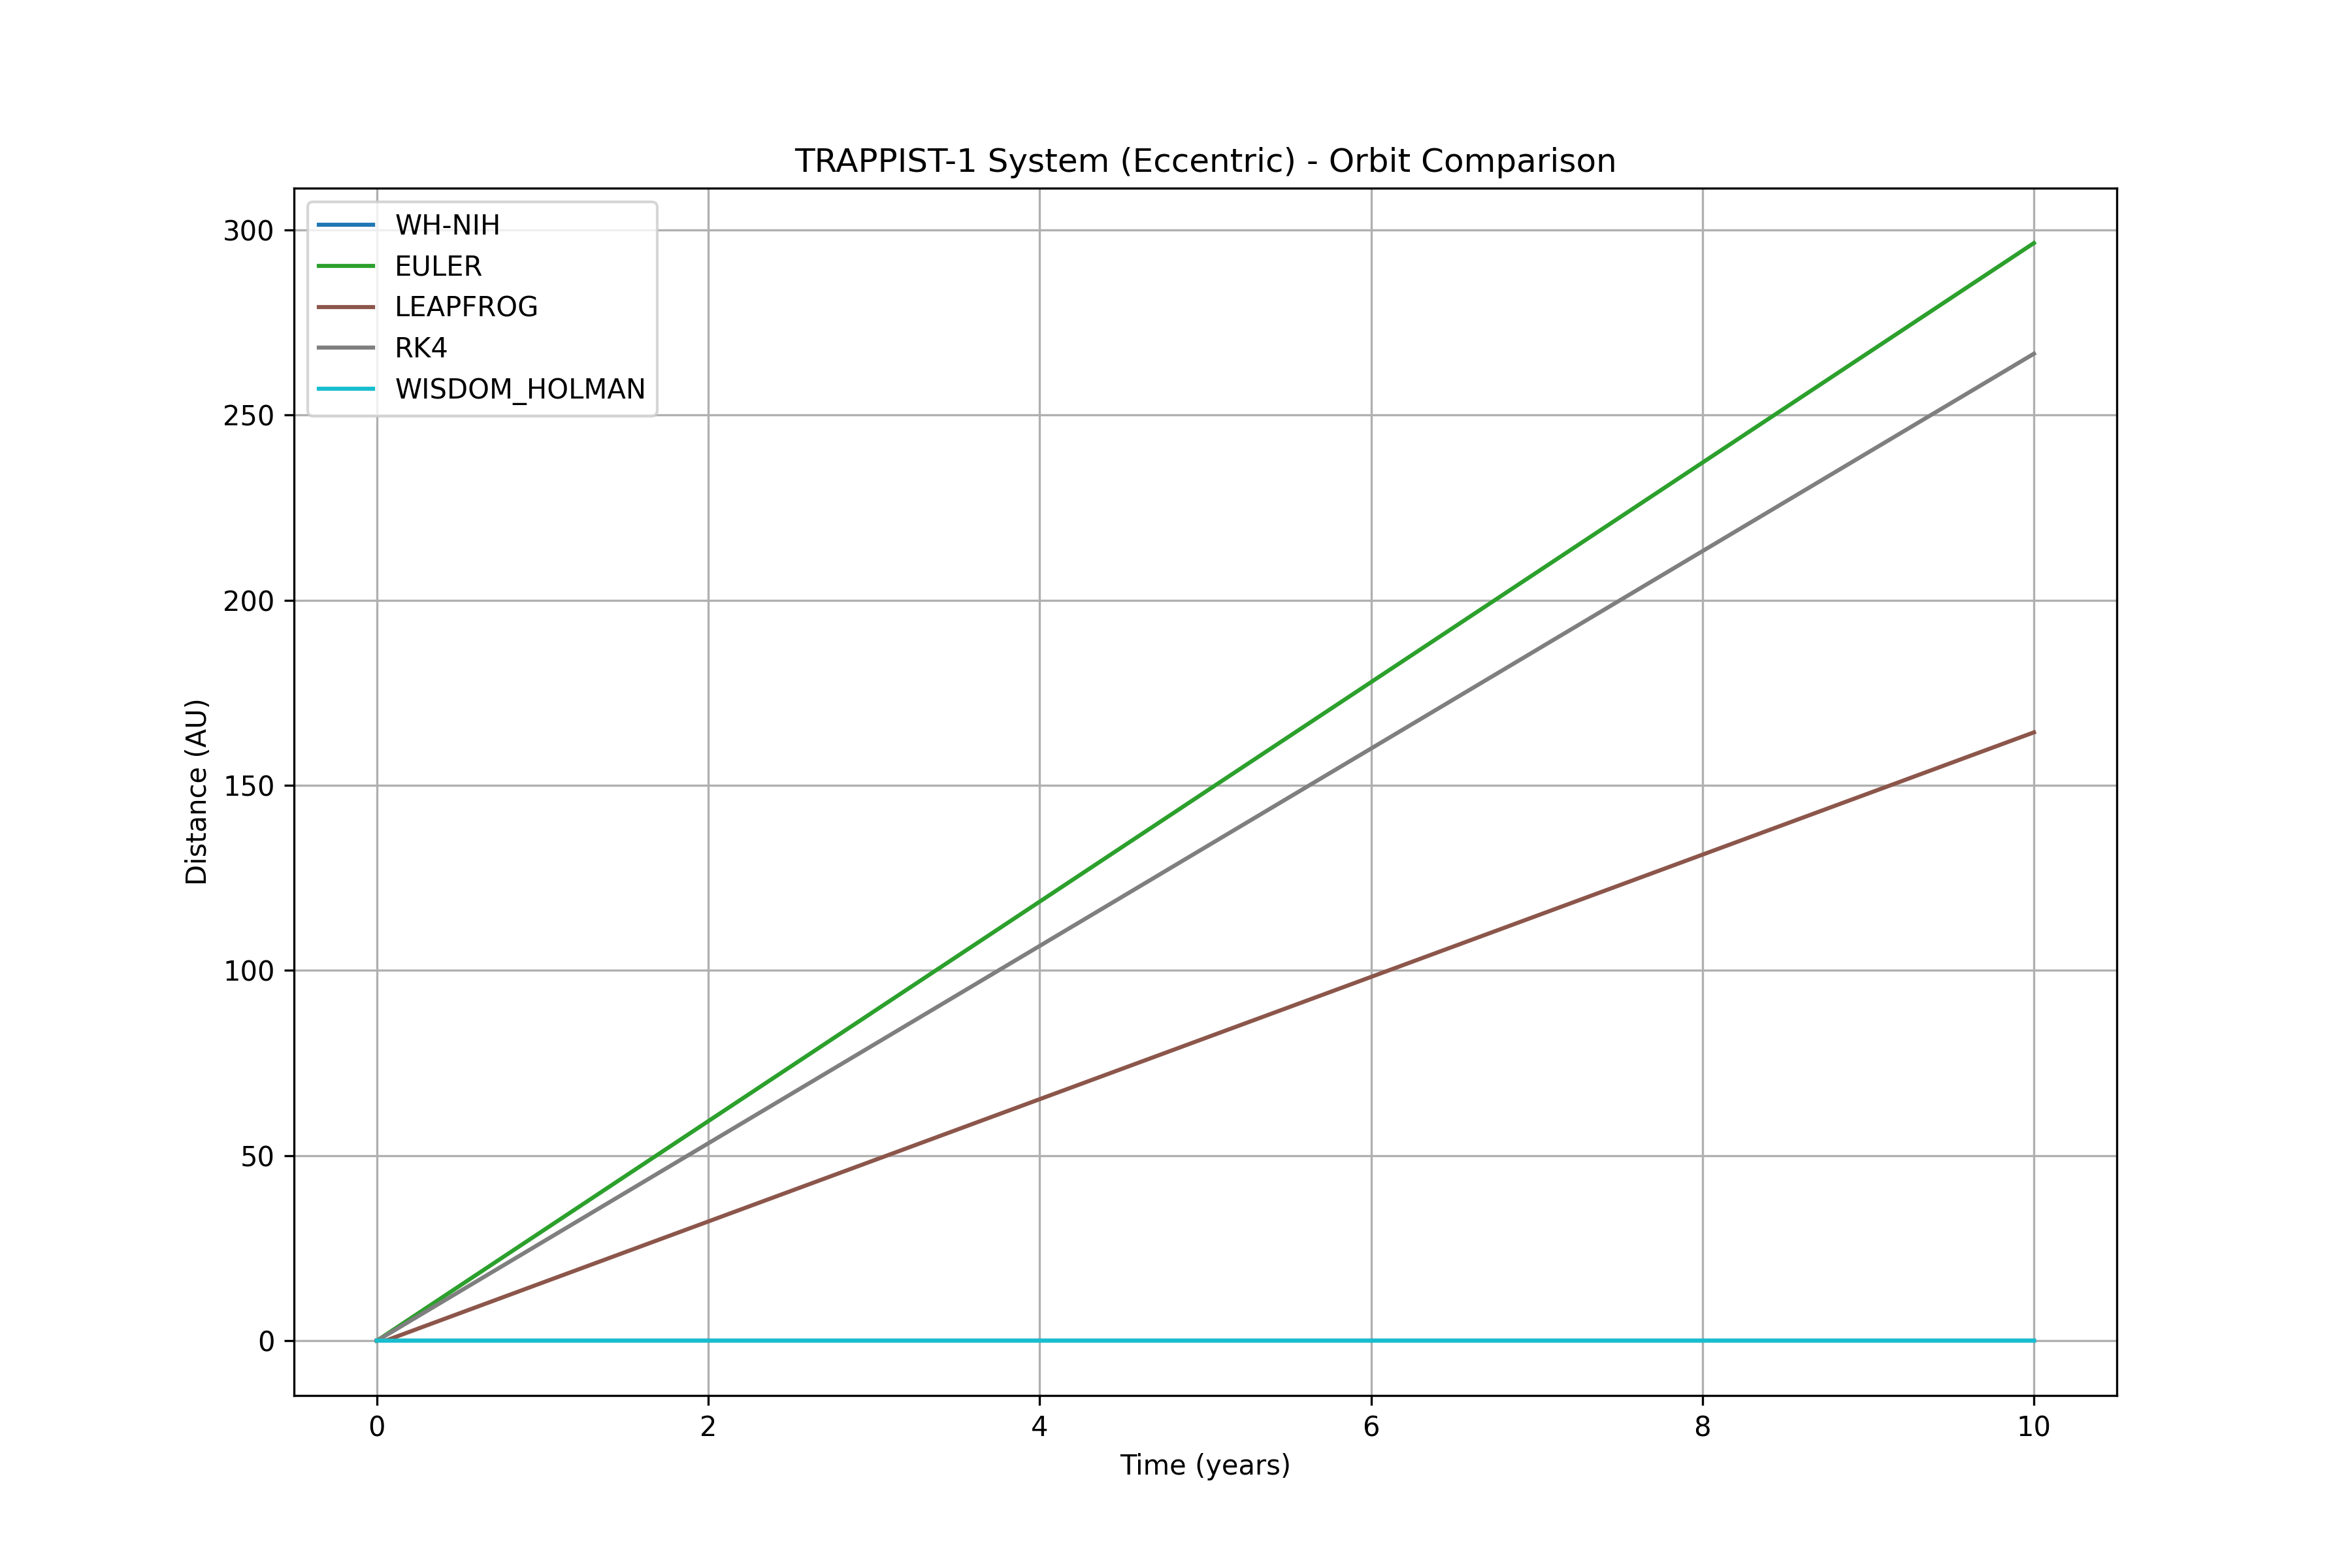 TRAPPIST-1 System (Eccentric) - Orbit Comparison
WH-NIH
EULER
LEAPFROG
RK4
WISDOM_HOLMAN
Distance (AU)
300
250
200
150
100
50
0
0 2 4 6 8 10
Time (years)